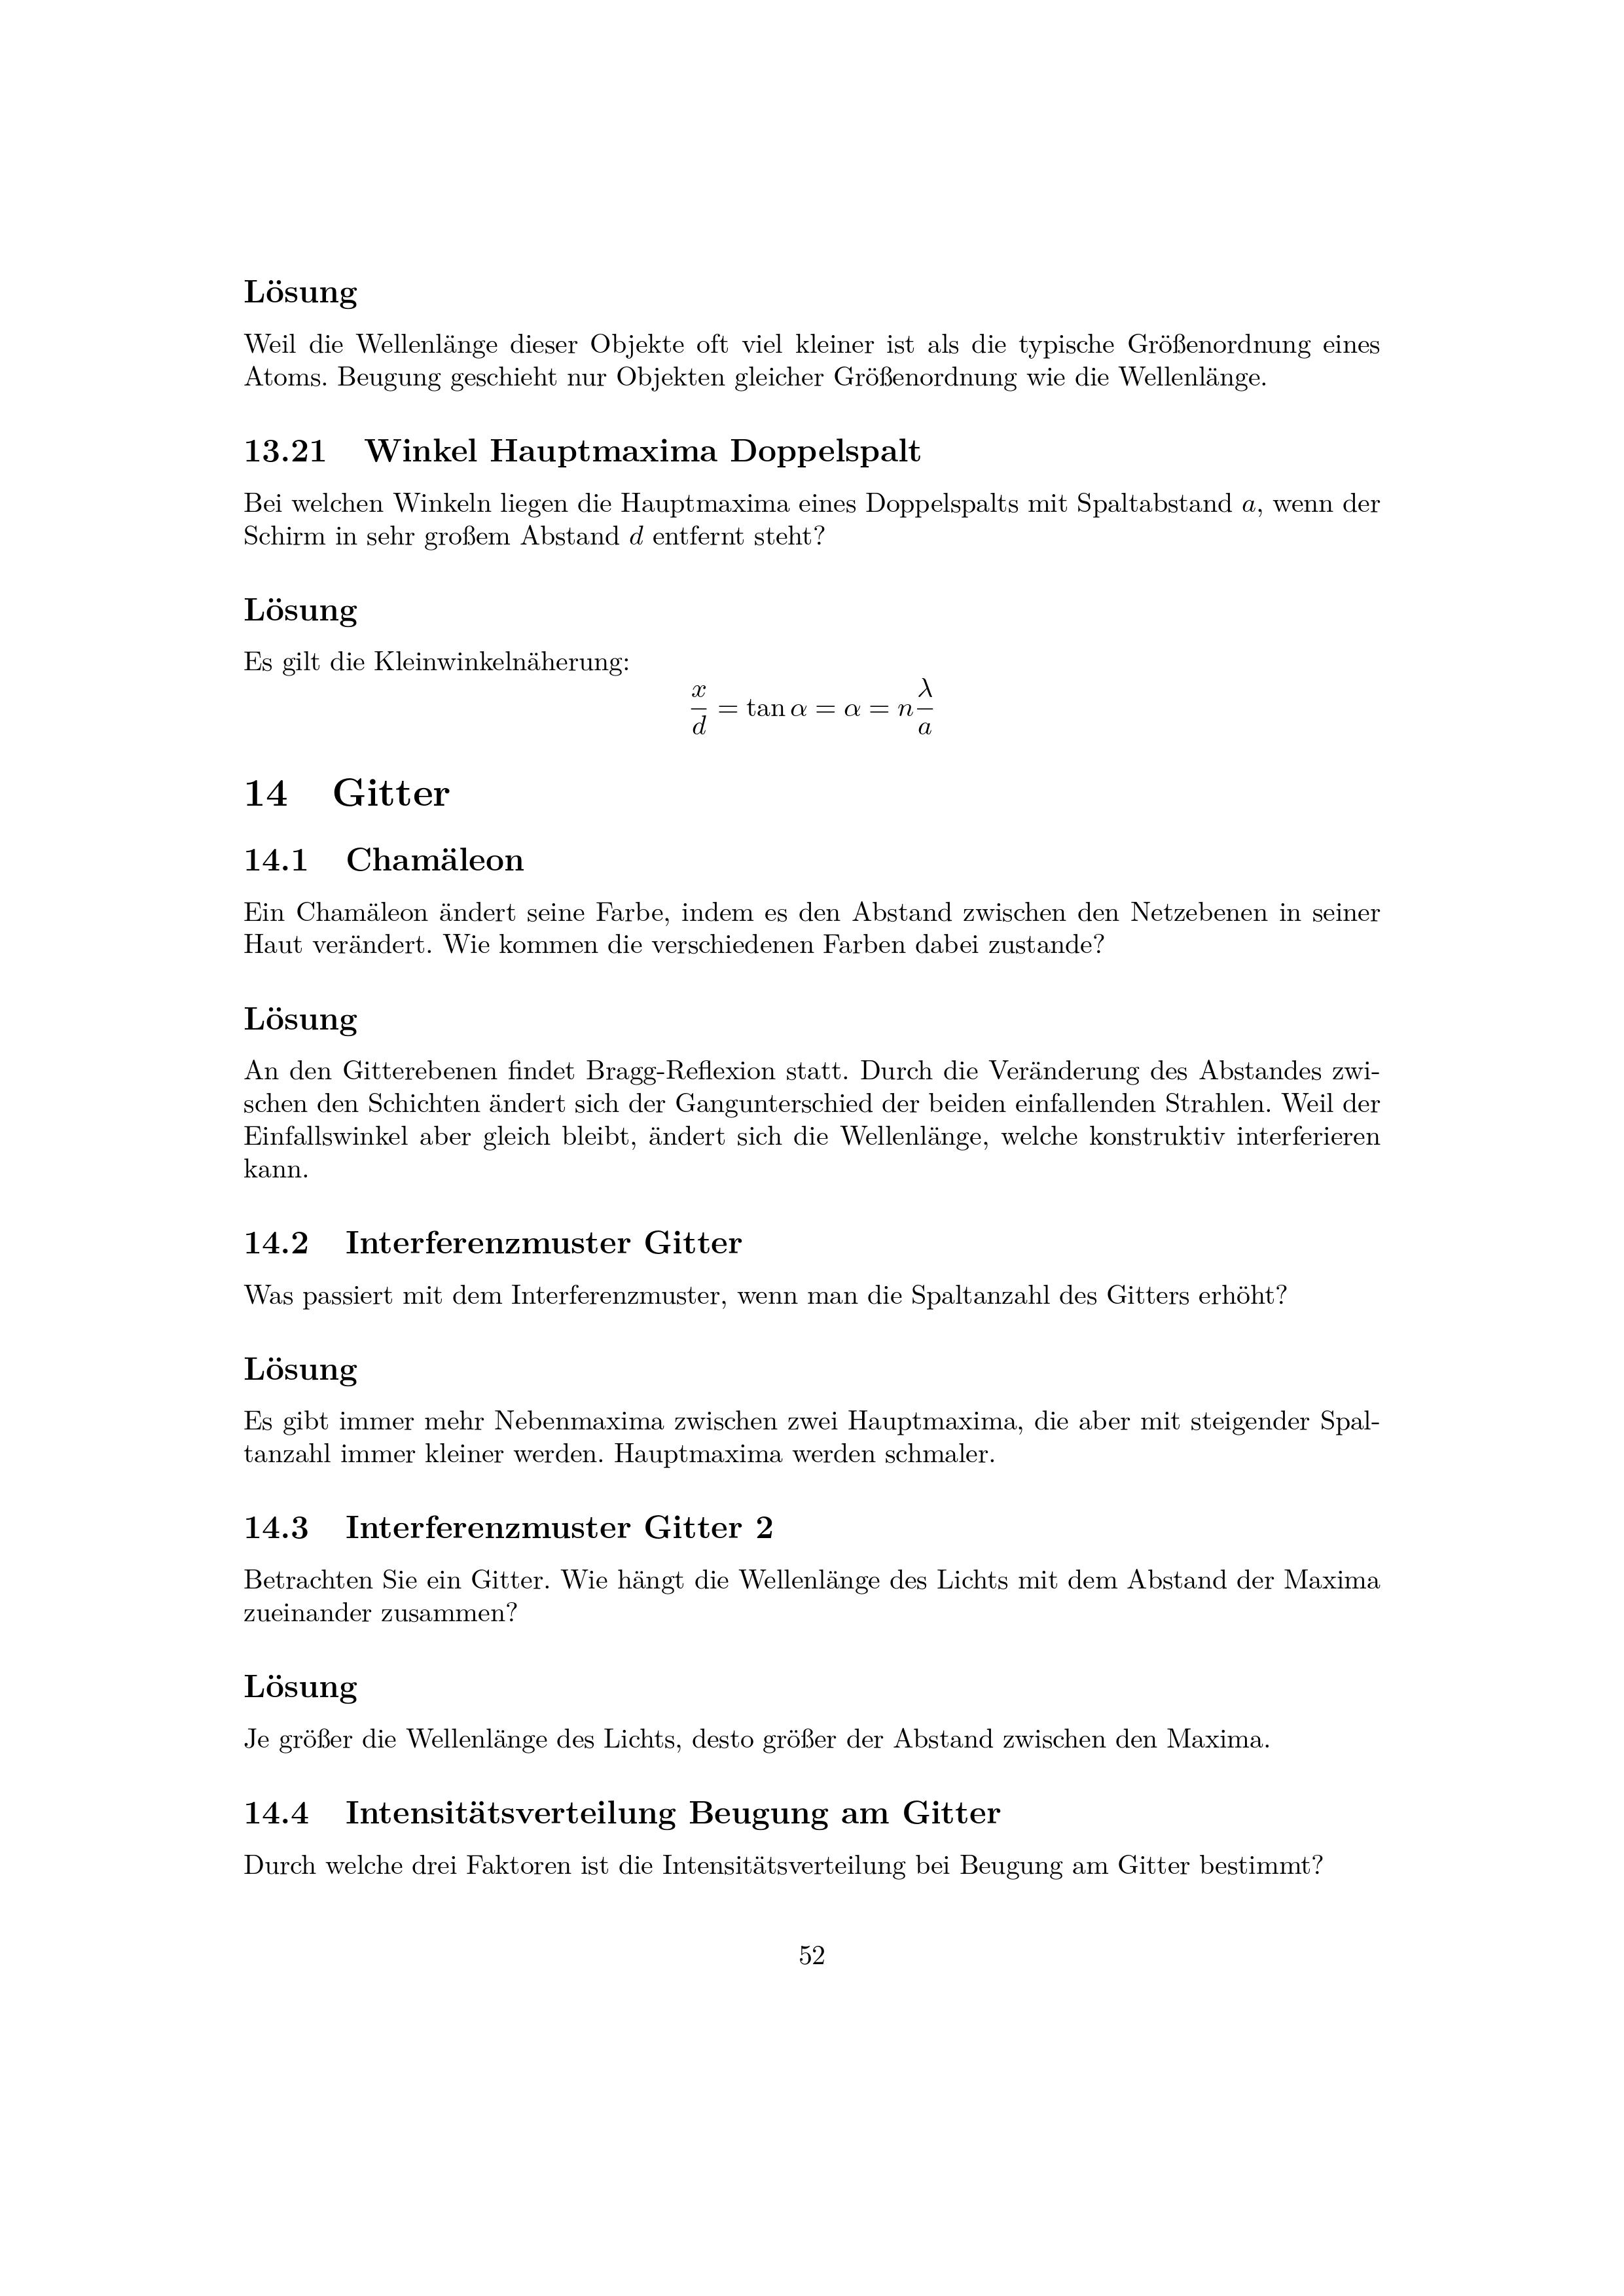 Lösung
Weil die Wellenlänge dieser Objekte oft viel kleiner ist als die typische Größenordnung eines
Atoms. Beugung geschieht nur Objekten gleicher Größenordnung wie die Wellenlänge.
13.21 Winkel Hauptmaxima Doppelspalt
Bei welchen Winkeln liegen die Hauptmaxima eines Doppelspalts mit Spaltabstand a, wenn der
Schirm in sehr großem Abstand d entfernt steht?
Lösung
Es gilt die Kleinwinkelnäherung:
x/d = tan α = α = n λ/a
14 Gitter
14.1 Chamäleon
Ein Chamäleon ändert seine Farbe, indem es den Abstand zwischen den Netzebenen in seiner
Haut verändert. Wie kommen die verschiedenen Farben dabei zustande?
Lösung
An den Gitterebenen findet Bragg-Reflexion statt. Durch die Veränderung des Abstandes zwi-
schen den Schichten ändert sich der Gangunterschied der beiden einfallenden Strahlen. Weil der
Einfallswinkel aber gleich bleibt, ändert sich die Wellenlänge, welche konstruktiv interferieren
kann.
14.2 Interferenzmuster Gitter
Was passiert mit dem Interferenzmuster, wenn man die Spaltanzahl des Gitters erhöht?
Lösung
Es gibt immer mehr Nebenmaxima zwischen zwei Hauptmaxima, die aber mit steigender Spal-
tanzahl immer kleiner werden. Hauptmaxima werden schmaler.
14.3 Interferenzmuster Gitter 2
Betrachten Sie ein Gitter. Wie hängt die Wellenlänge des Lichts mit dem Abstand der Maxima
zueinander zusammen?
Lösung
Je größer die Wellenlänge des Lichts, desto größer der Abstand zwischen den Maxima.
14.4 Intensitätsverteilung Beugung am Gitter
Durch welche drei Faktoren ist die Intensitätsverteilung bei Beugung am Gitter bestimmt?
52